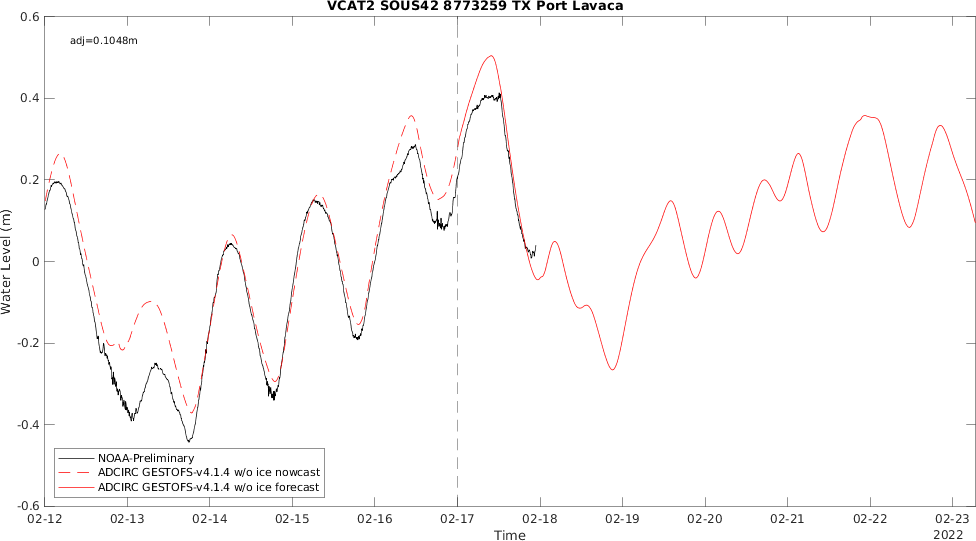 VCAT2 SOUS42 8773259 TX Port Lavaca
adj=0.1048m
0.6
0.4
0.2
0
-0.2
-0.4
-0.6
Water Level (m)
NOAA-Preliminary
ADCIRC GESTOFS-v4.1.4 w/o ice nowcast
ADCIRC GESTOFS-v4.1.4 w/o ice forecast
02-12 02-13 02-14 02-15 02-16 02-17 02-18 02-19 02-20 02-21 02-22 02-23
Time
2022